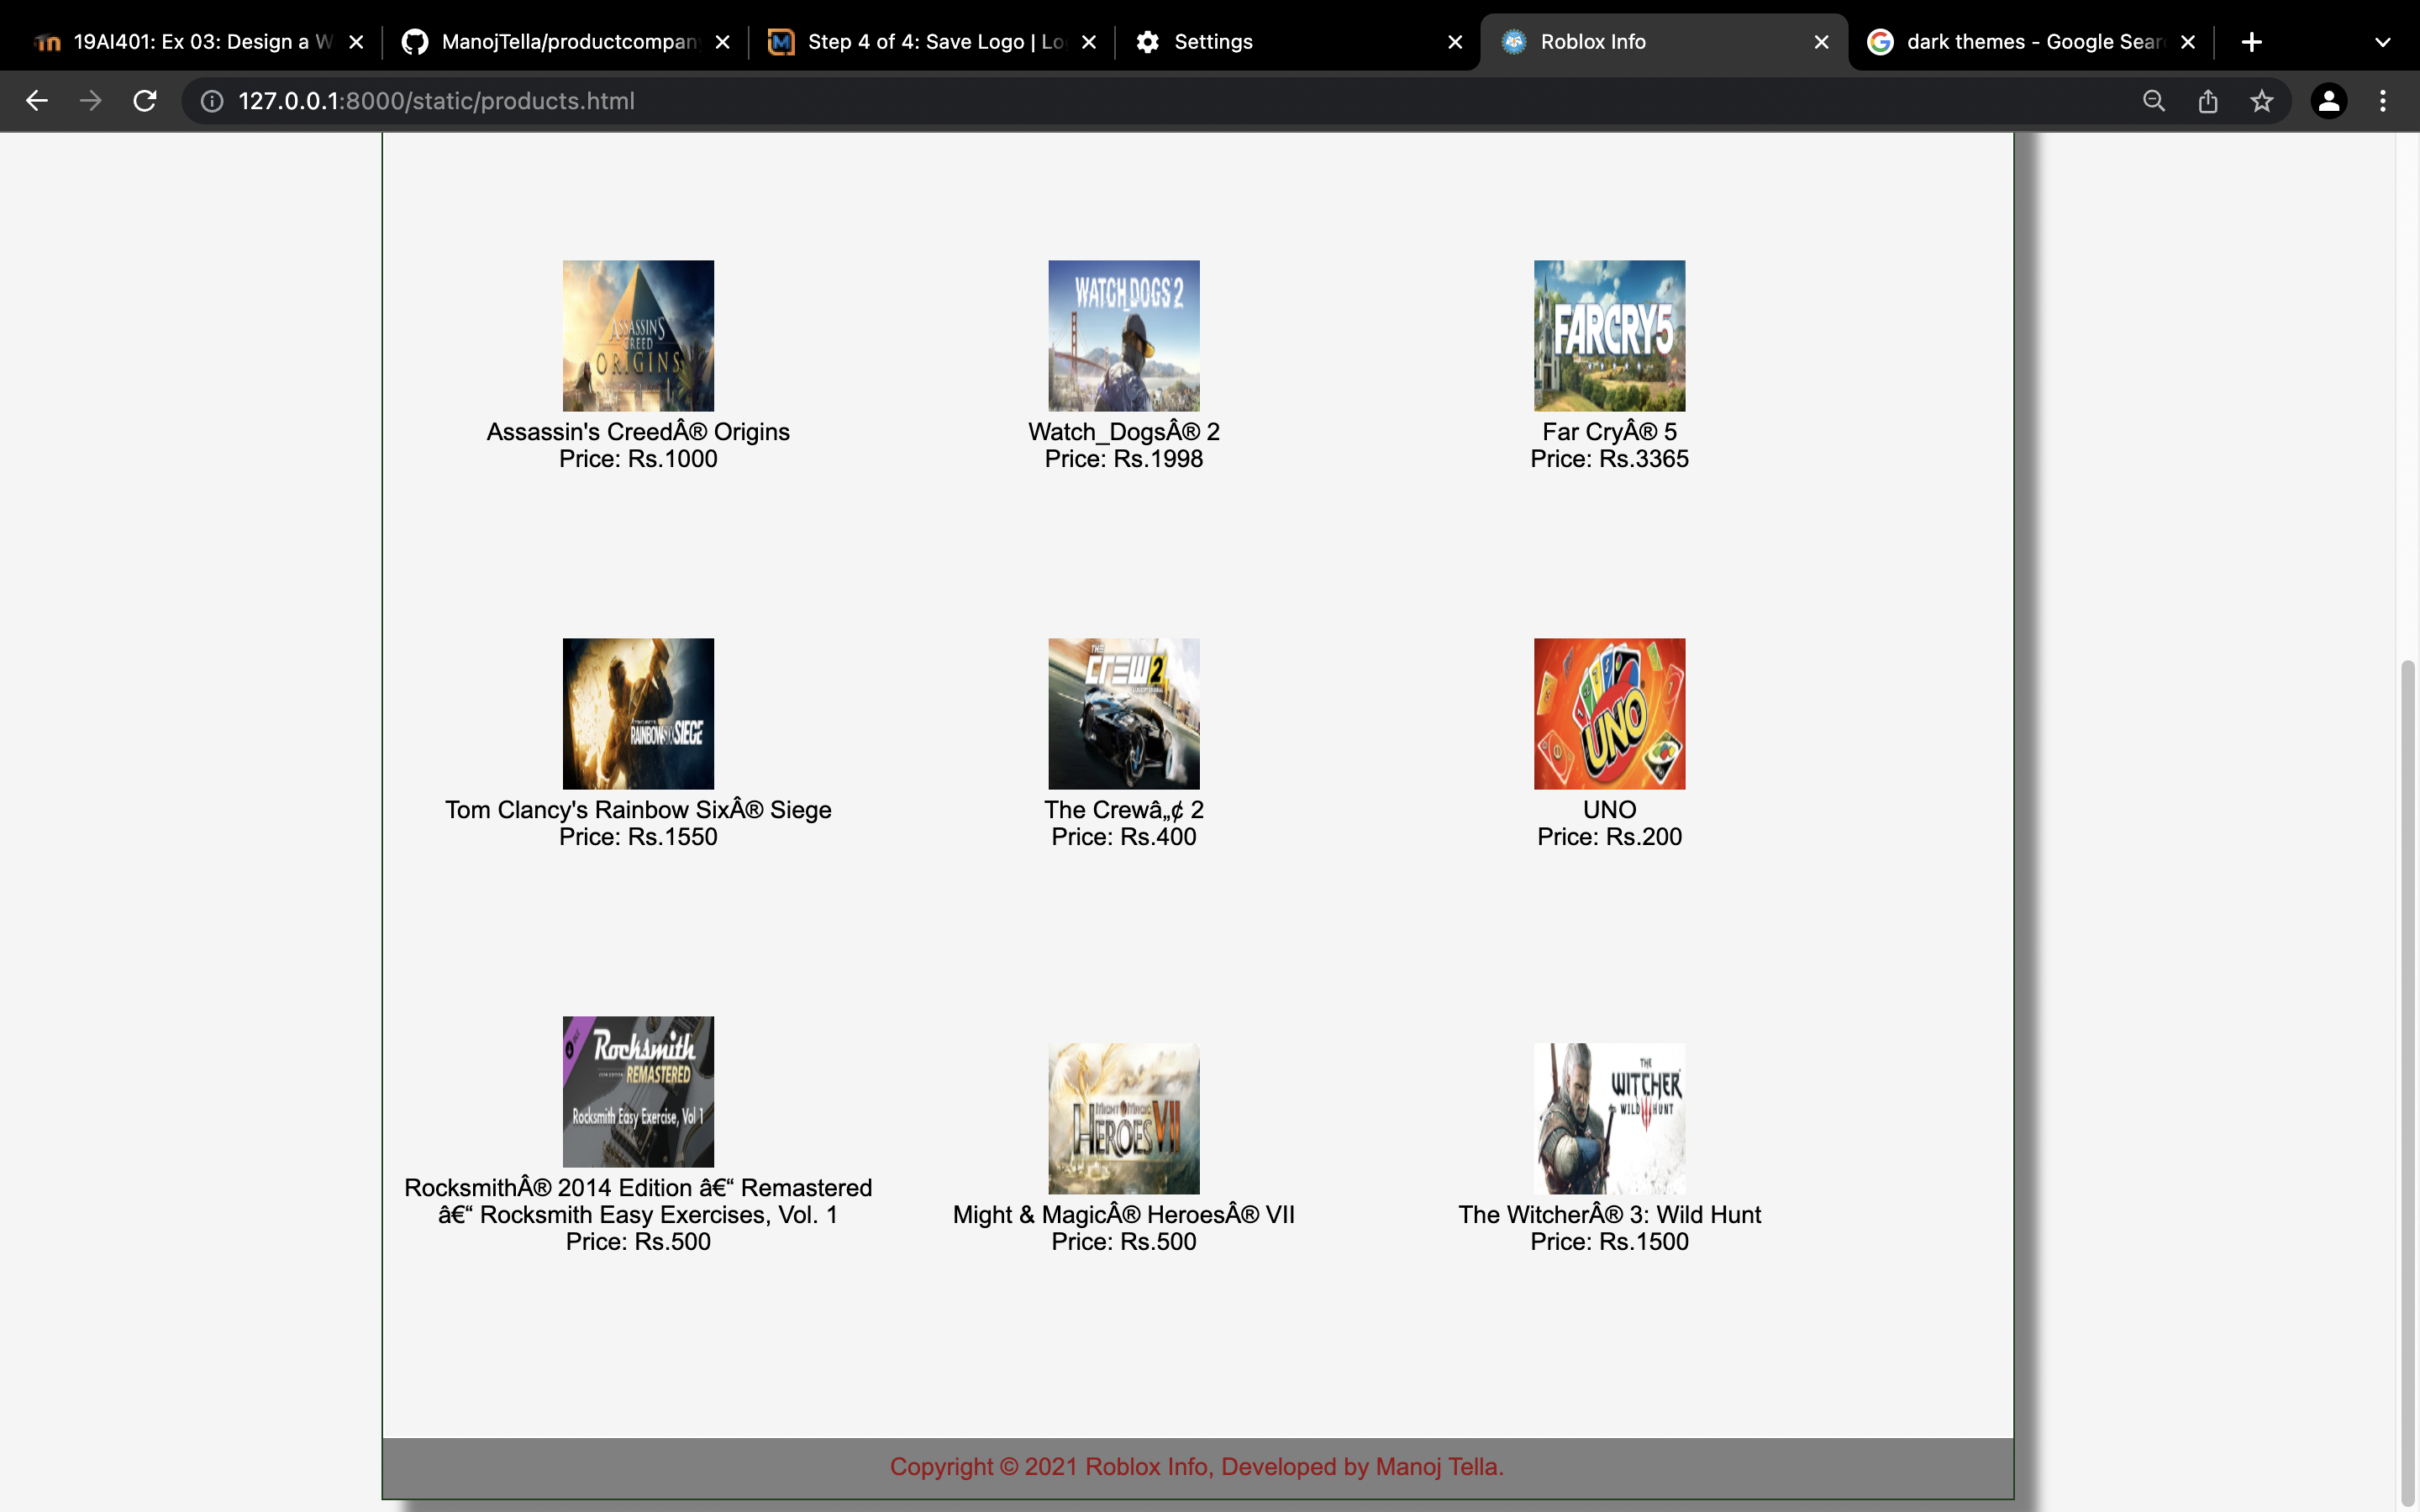 19AI401: Ex 03: Design a W
ManojTella/productcompan
Step 4 of 4: Save Logo | Lo
Settings
Roblox Info
dark themes - Google Sear
127.0.0.1:8000/static/products.html
ASSASSIN'S
CREED
ORIGINS
WATCH_DOGS 2
FARCRY5
Assassin's CreedÂ® Origins
Watch_DogsÂ® 2
Far CryÂ® 5
Price: Rs.1000
Price: Rs.1998
Price: Rs.3365
RAINBOWSIX SIEGE
THE
CREW2
UNO
Tom Clancy's Rainbow SixÂ® Siege
The Crewâ„¢ 2
UNO
Price: Rs.1550
Price: Rs.400
Price: Rs.200
Rocksmith
REMASTERED
Rocksmith Easy Exercise, Vol 1
MIGHT & MAGIC
HEROES VII
THE
WITCHER
WILD HUNT
RocksmithÂ® 2014 Edition â€“ Remastered
â€“ Rocksmith Easy Exercises, Vol. 1
Price: Rs.500
Might & MagicÂ® HeroesÂ® VII
Price: Rs.500
The WitcherÂ® 3: Wild Hunt
Price: Rs.1500
Copyright © 2021 Roblox Info, Developed by Manoj Tella.